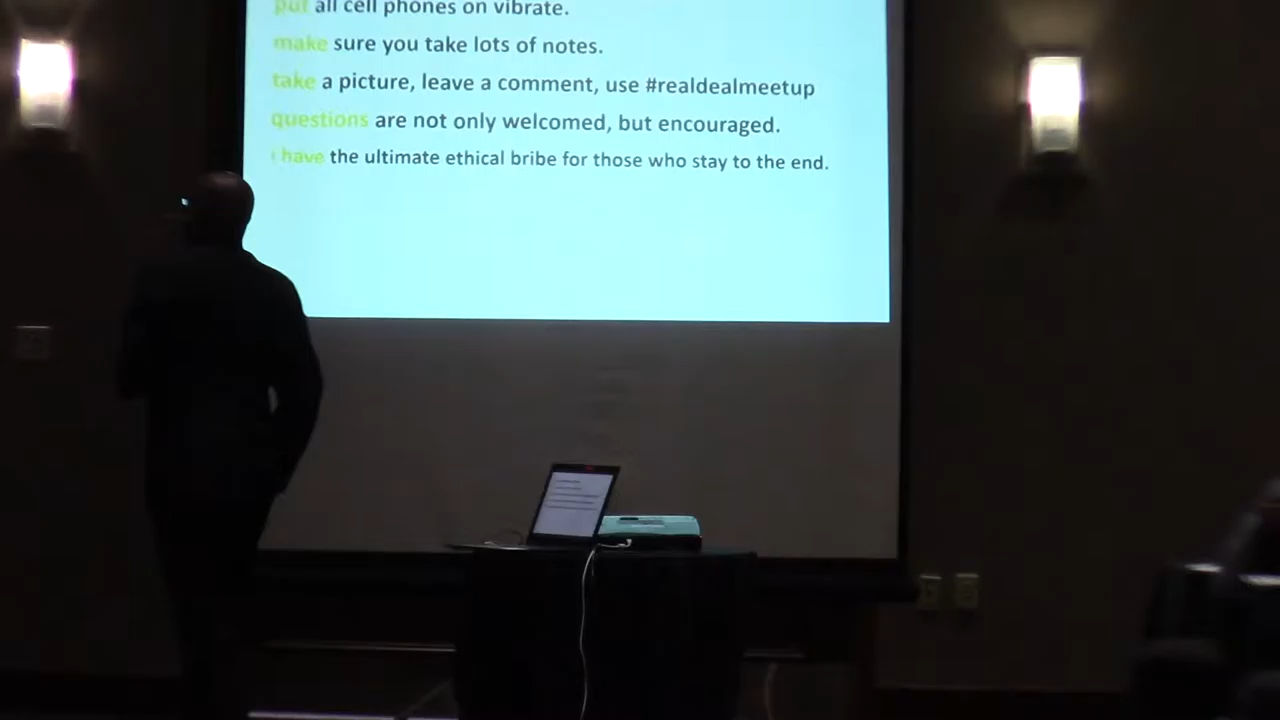 put all cell phones on vibrate.
make sure you take lots of notes.
take a picture, leave a comment, use #realdealmeetup
questions are not only welcomed, but encouraged.
i have the ultimate ethical bribe for those who stay to the end.